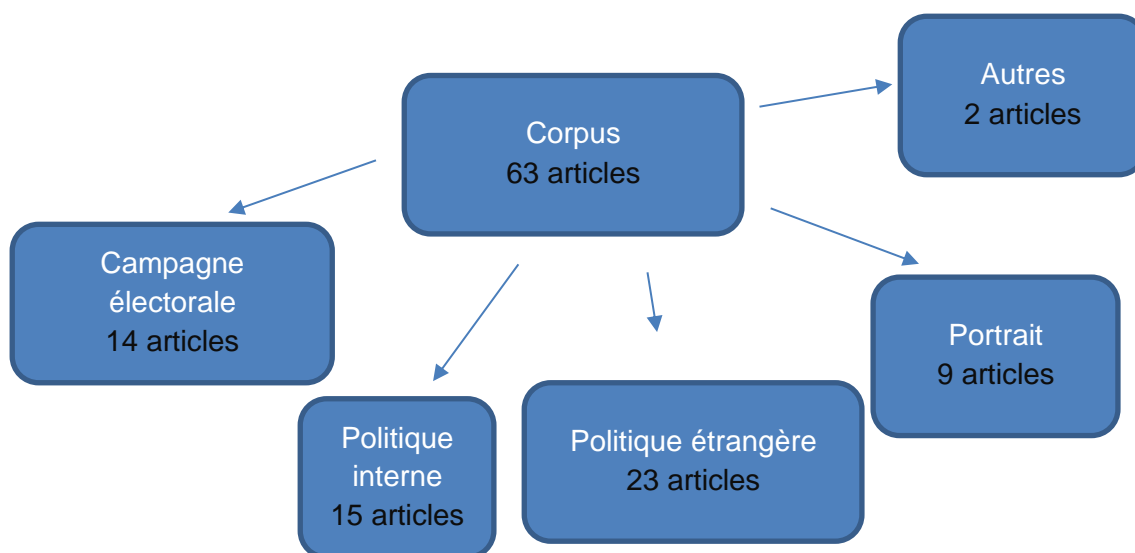 Autres
2 articles
Corpus
63 articles
Campagne
électorale
14 articles
Portrait
9 articles
Politique
interne
15 articles
Politique étrangère
23 articles